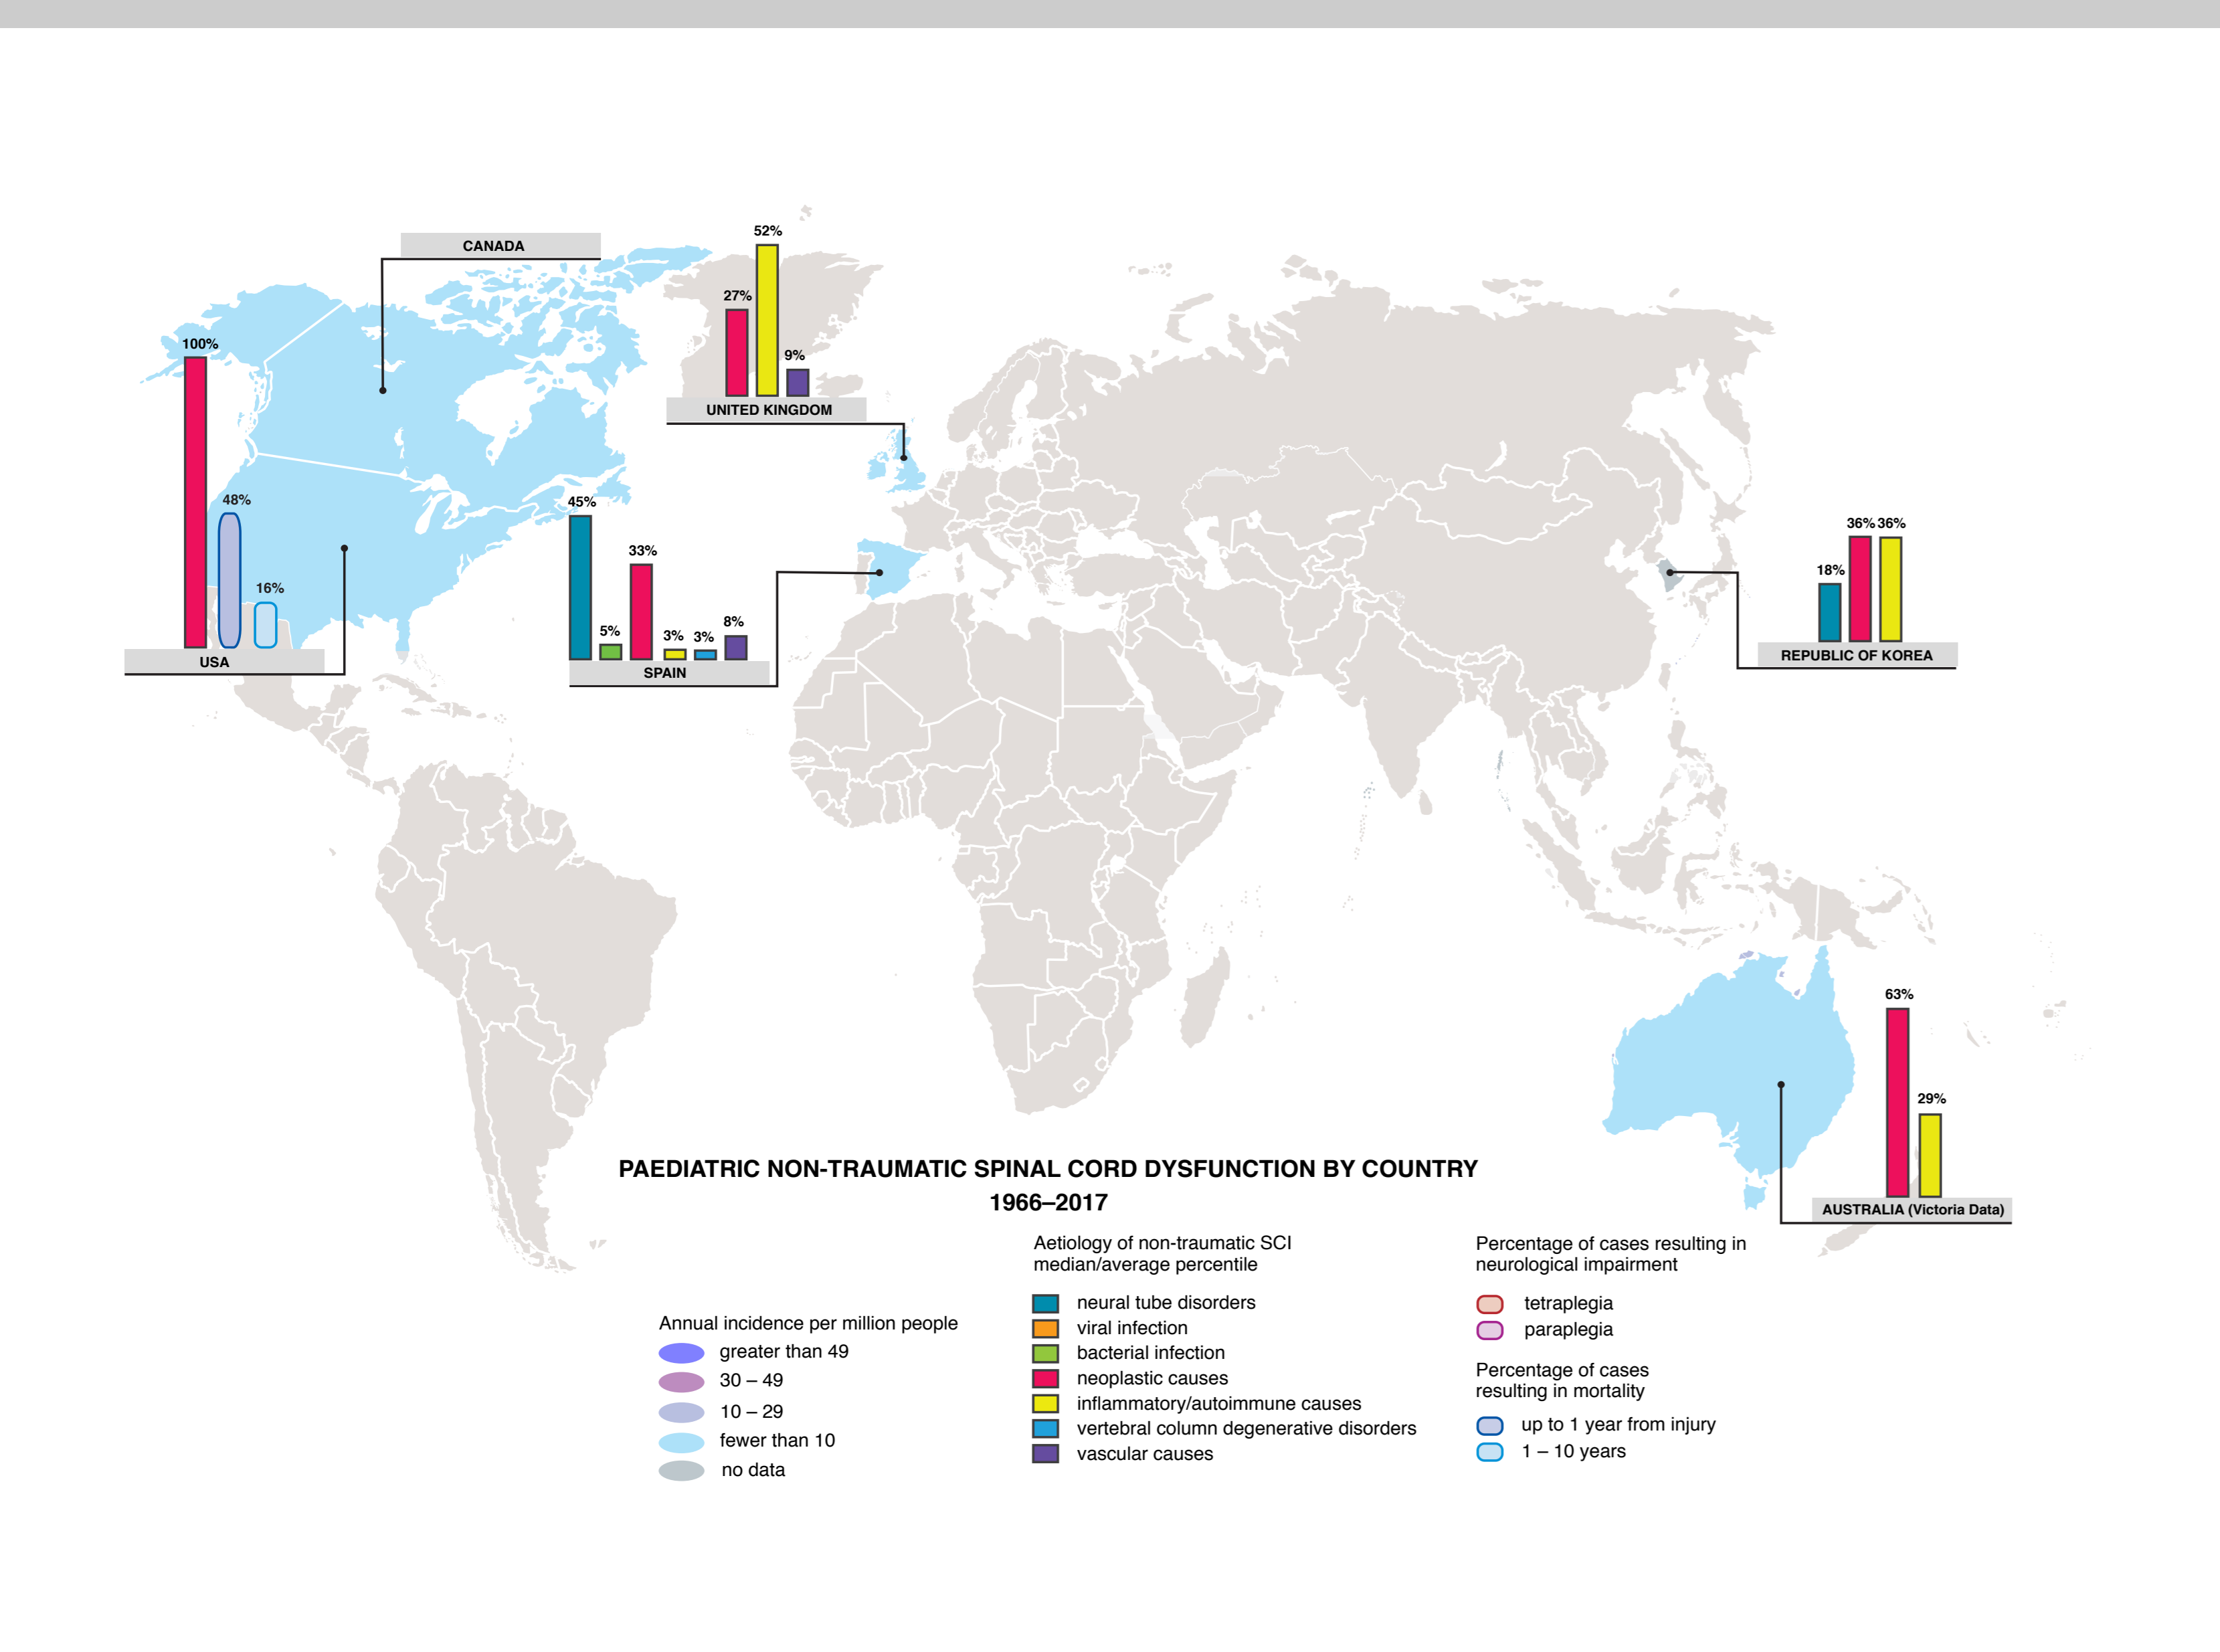 CANADA
52%
27%
9%
UNITED KINGDOM
100%
48%
16%
USA
45%
5%
33%
3%
3%
8%
SPAIN
18%
36%
36%
REPUBLIC OF KOREA
63%
29%
AUSTRALIA (Victoria Data)
PAEDIATRIC NON-TRAUMATIC SPINAL CORD DYSFUNCTION BY COUNTRY
1966–2017
Annual incidence per million people
greater than 49
30 – 49
10 – 29
fewer than 10
no data
Aetiology of non-traumatic SCI
median/average percentile
neural tube disorders
viral infection
bacterial infection
neoplastic causes
inflammatory/autoimmune causes
vertebral column degenerative disorders
vascular causes
Percentage of cases resulting in
neurological impairment
tetraplegia
paraplegia
Percentage of cases
resulting in mortality
up to 1 year from injury
1 – 10 years